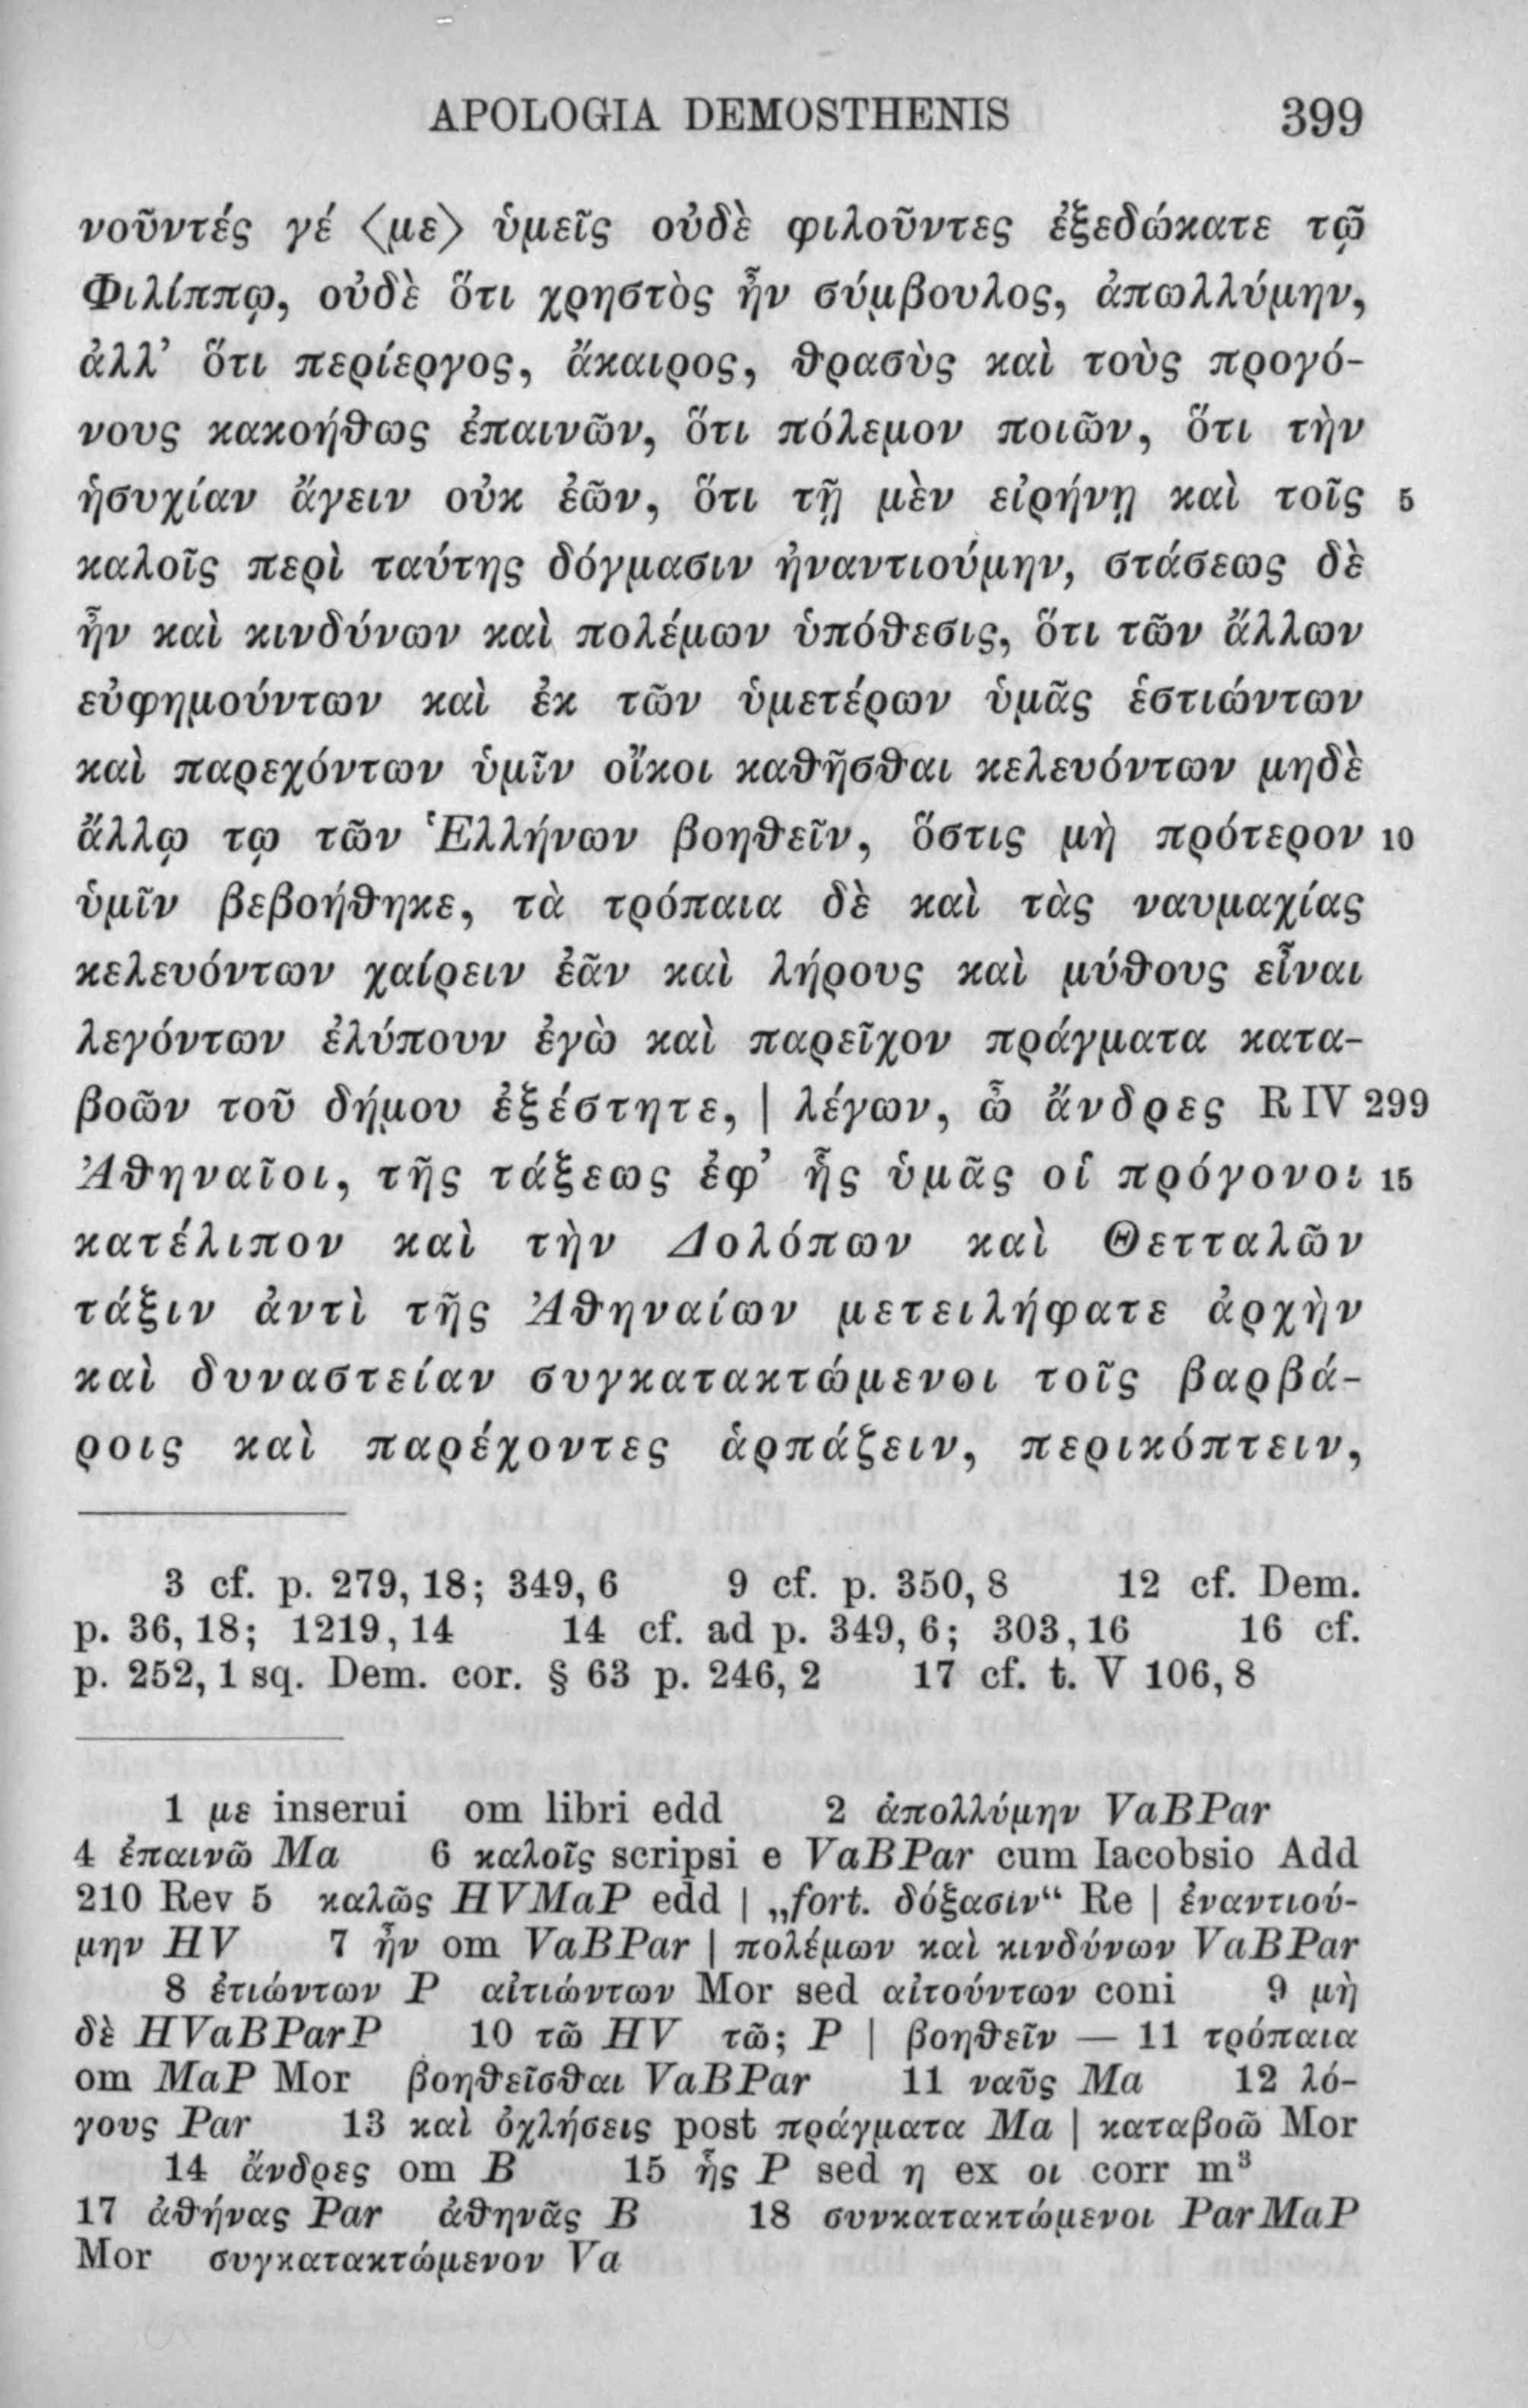 APOLOGIA DEMOSTHENIS 399
νοῦντές γέ ⟨με⟩ ὑμεῖς οὐδὲ φιλοῦντες ἐξεδώκατε τῷ
Φιλίππῳ, οὐδὲ ὅτι χρηστὸς ἦν σύμβουλος, ἀπωλλύμην,
ἀλλ’ ὅτι περίεργος, ἄκαιρος, θρασὺς καὶ τοὺς προγό-
νους κακοήθως ἐπαινῶν, ὅτι πόλεμον ποιῶν, ὅτι τὴν
ἡσυχίαν ἄγειν οὐκ ἐῶν, ὅτι τῇ μὲν εἰρήνῃ καὶ τοῖς 5
καλοῖς περὶ ταύτης δόγμασιν ἠναντιούμην, στάσεως δὲ
ἦν καὶ κινδύνων καὶ πολέμων ὑπόθεσις, ὅτι τῶν ἄλλων
εὐφημούντων καὶ ἐκ τῶν ὑμετέρων ὑμᾶς ἑστιώντων
καὶ παρεχόντων ὑμῖν οἴκοι καθῆσθαι κελευόντων μηδὲ
ἄλλῳ τῳ τῶν Ἑλλήνων βοηθεῖν, ὅστις μὴ πρότερον 10
ὑμῖν βεβοήθηκε, τὰ τρόπαια δὲ καὶ τὰς ναυμαχίας
κελευόντων χαίρειν ἐᾶν καὶ λήρους καὶ μύθους εἶναι
λεγόντων ἐλύπουν ἐγὼ καὶ παρεῖχον πράγματα κατα-
βοῶν τοῦ δήμου ἐξέστητε, | λέγων, ὦ ἄνδρες R IV 299
Ἀθηναῖοι, τῆς τάξεως ἐφ’ ἧς ὑμᾶς οἱ πρόγονοι 15
κατέλιπον καὶ τὴν Δολόπων καὶ Θετταλῶν
τάξιν ἀντὶ τῆς Ἀθηναίων μετειλήφατε ἀρχὴν
καὶ δυναστείαν συγκατακτώμενοι τοῖς βαρβά-
ροις καὶ παρέχοντες ἁρπάζειν, περικόπτειν,
3 cf. p. 279, 18; 349, 6 9 cf. p. 350, 8 12 cf. Dem.
p. 36, 18; 1219, 14 14 cf. ad p. 349, 6; 303, 16 16 cf.
p. 252, 1 sq. Dem. cor. § 63 p. 246, 2 17 cf. t. V 106, 8
1 με inserui om libri edd 2 ἀπολλύμην VaBPar
4 ἐπαινῶ Ma 6 καλοῖς scripsi e VaBPar cum Iacobsio Add
210 Rev 5 καλῶς HVMaP edd | „fort. δόξασιν“ Re | ἐναντιού-
μην HV 7 ἦν om VaBPar | πολέμων καὶ κινδύνων VaBPar
8 ἑτιώντων P αἰτιώντων Mor sed αἰτούντων coni 9 μὴ
δὲ HVaBParP 10 τῶ HV τῶ; P | βοηθεῖν — 11 τρόπαια
om MaP Mor βοηθεῖσθαι VaBPar 11 ναῦς Ma 12 λό-
γους Par 13 καὶ ὀχλήσεις post πράγματα Ma | καταβοῶ Mor
14 ἄνδρες om B 15 ἧς P sed η ex οι corr m³
17 ἀθήνας Par ἀθηνᾶς B 18 συνκατακτώμενοι ParMaP
Mor συγκατακτώμενον Va